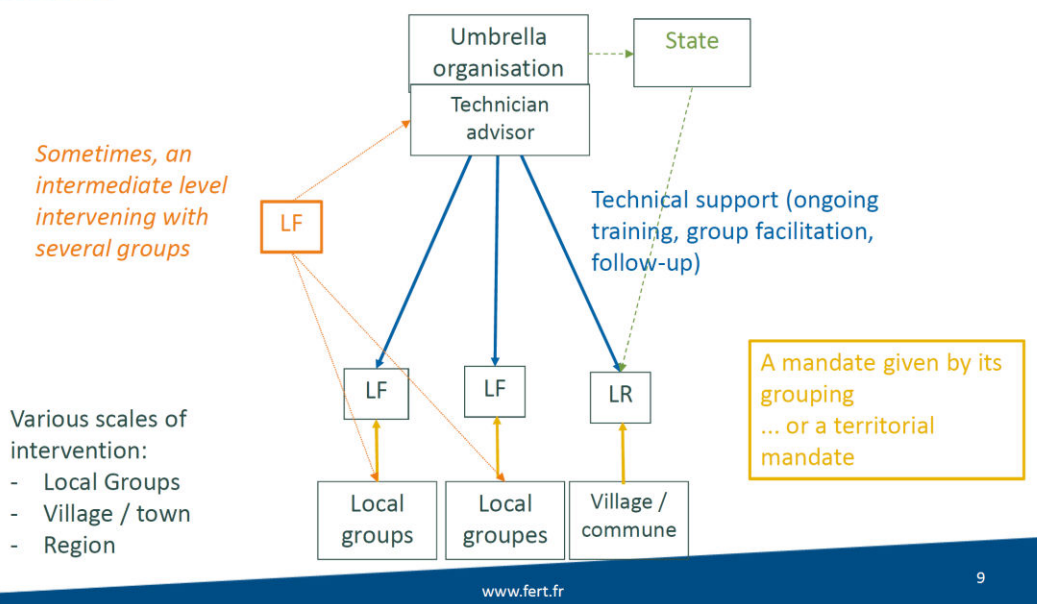 Umbrella
organisation
State
Technician
advisor
Sometimes, an
intermediate level
intervening with
several groups
LF
Technical support (ongoing
training, group facilitation,
follow-up)
LF
LF
LR
A mandate given by its
grouping
... or a territorial
mandate
Various scales of
intervention:
- Local Groups
- Village / town
- Region
Local
groups
Local
groupes
Village /
commune
www.fert.fr
9